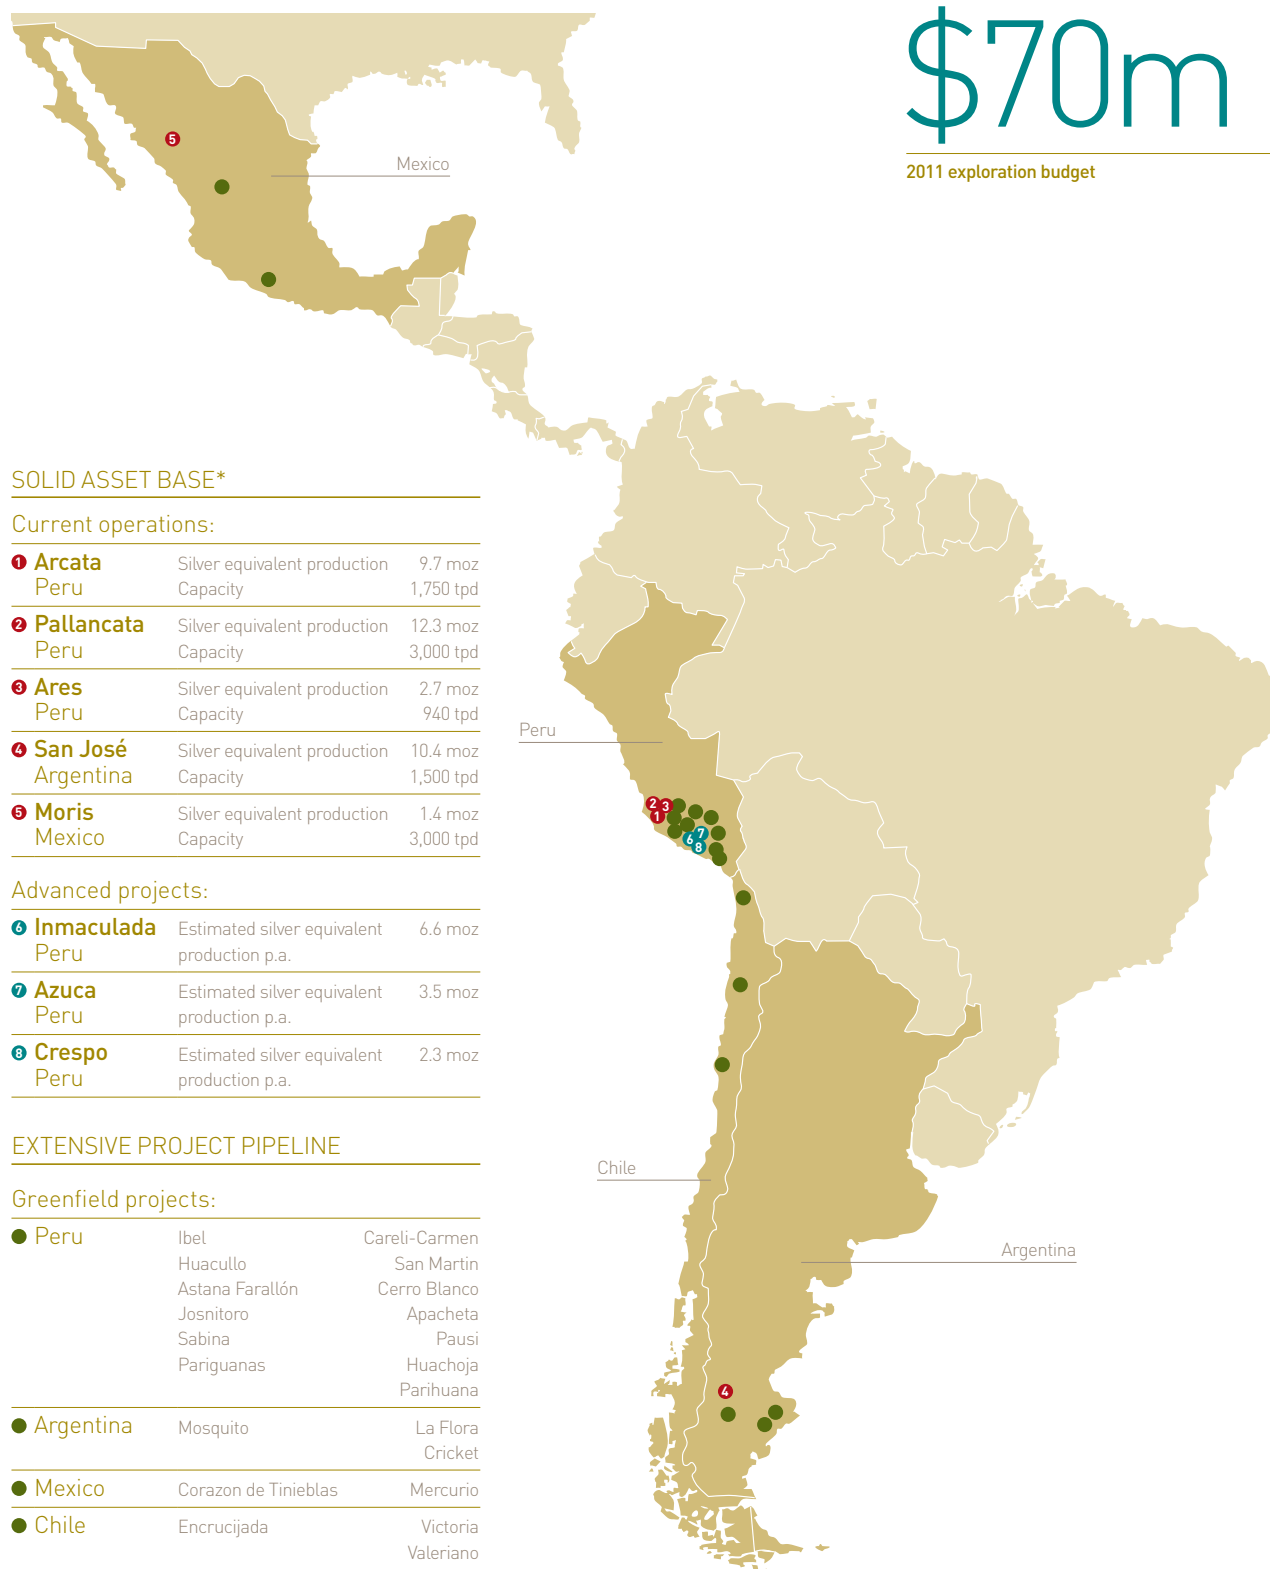 $70m
2011 exploration budget
5
Mexico
SOLID ASSET BASE*
Current operations:
1 Arcata Silver equivalent production 9.7 moz
Peru Capacity 1,750 tpd
2 Pallancata Silver equivalent production 12.3 moz
Peru Capacity 3,000 tpd
3 Ares Silver equivalent production 2.7 moz
Peru Capacity 940 tpd
4 San José Silver equivalent production 10.4 moz
Argentina Capacity 1,500 tpd
5 Moris Silver equivalent production 1.4 moz
Mexico Capacity 3,000 tpd
Advanced projects:
6 Inmaculada Estimated silver equivalent 6.6 moz
Peru production p.a.
7 Azuca Estimated silver equivalent 3.5 moz
Peru production p.a.
8 Crespo Estimated silver equivalent 2.3 moz
Peru production p.a.
EXTENSIVE PROJECT PIPELINE
Greenfield projects:
Peru Ibel Careli-Carmen
Huacullo San Martin
Astana Farallón Cerro Blanco
Josnitoro Apacheta
Sabina Pausi
Pariguanas Huachoja
Parihuana
Argentina Mosquito La Flora
Cricket
Mexico Corazon de Tinieblas Mercurio
Chile Encrucijada Victoria
Valeriano
Peru
2 3
1
7
6
8
Chile
Argentina
4